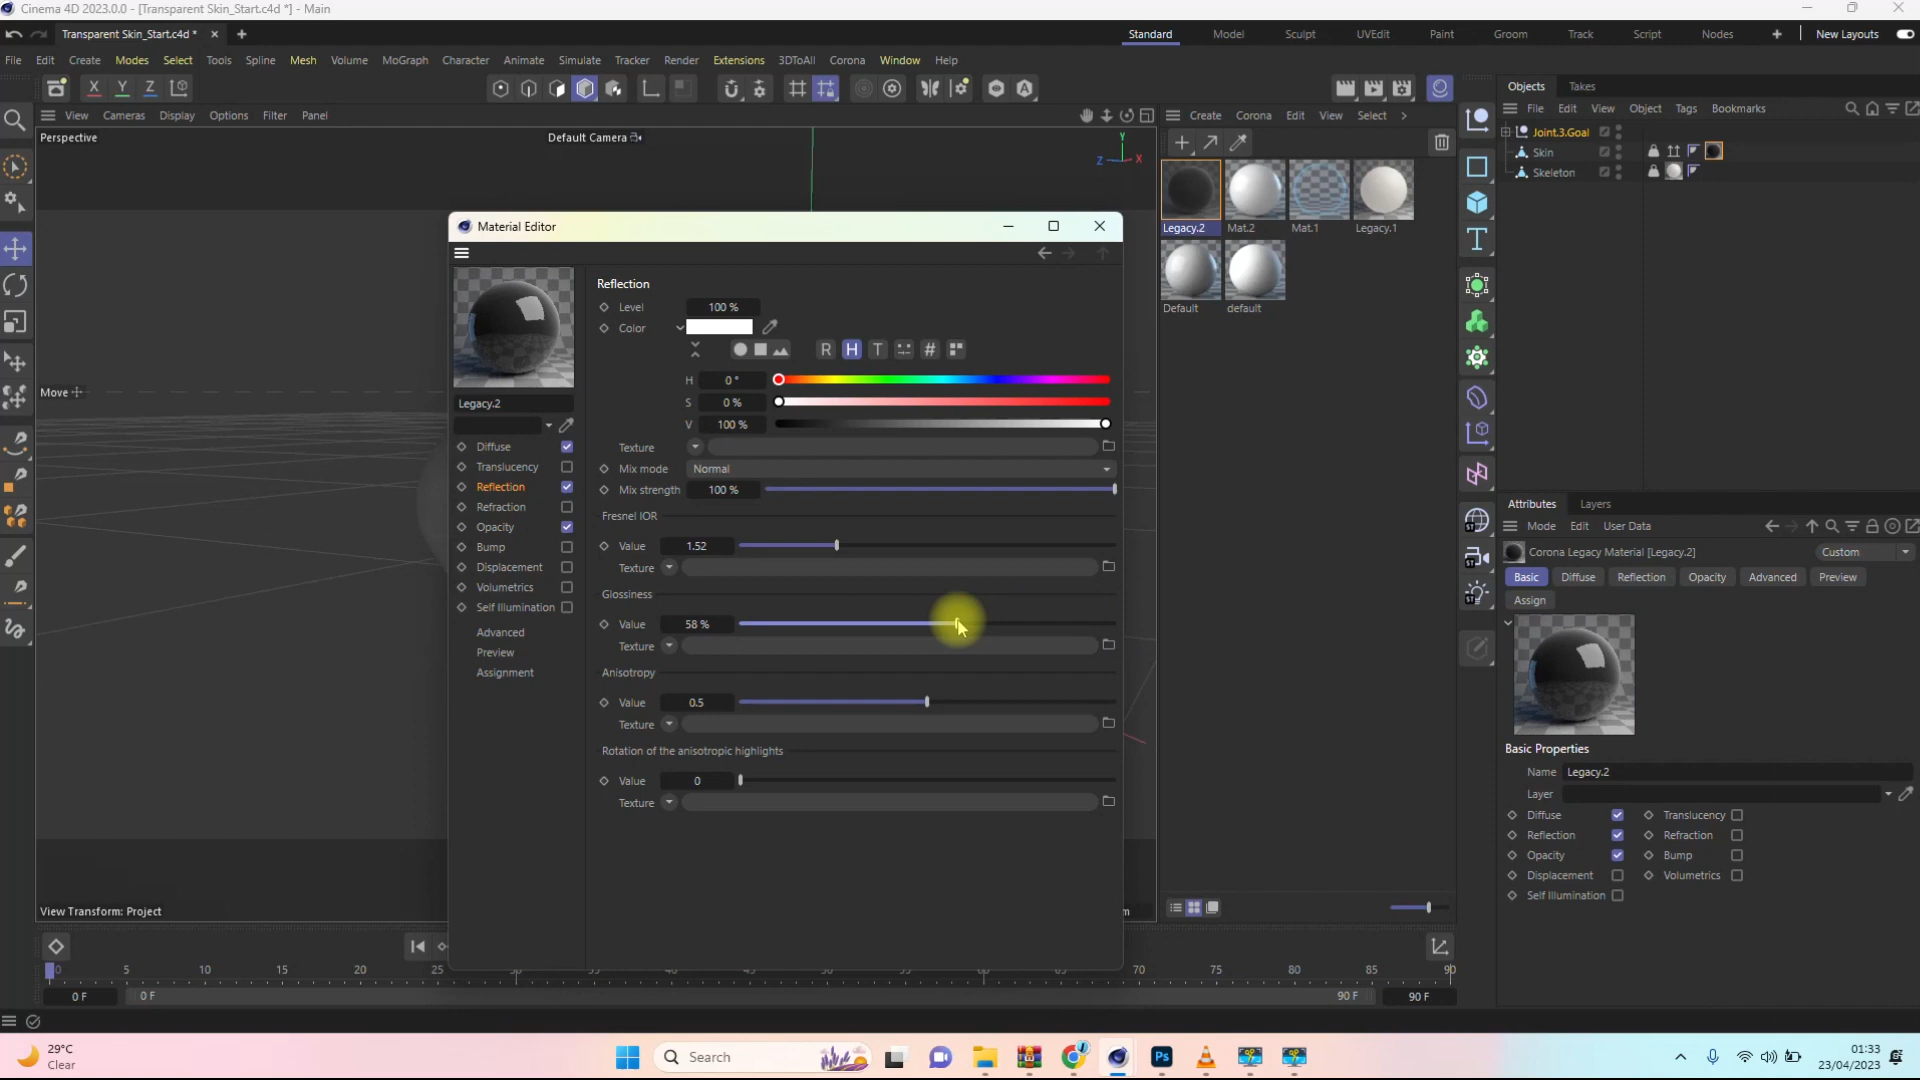 Cinema 4D 2023.0.0 - [Transparent Skin_Start.c4d *] - Main
Transparent Skin_Start.c4d *
Standard Model Sculpt UVEdit Paint Groom Track Script Nodes New Layouts
File Edit Create Modes Select Tools Spline Mesh Volume MoGraph Character Animate Simulate Tracker Render Extensions 3DToAll Corona Window Help
X Y Z
Objects Takes
View Cameras Display Options Filter Panel
Create Corona Edit View Select
File Edit View Object Tags Bookmarks
Perspective
Default Camera
Y
Z X
Joint.3.Goal
Skin
Skeleton
Legacy.2 Mat.2 Mat.1 Legacy.1
Default default
Move
Material Editor
Legacy.2
Diffuse
Translucency
Reflection
Refraction
Opacity
Bump
Displacement
Volumetrics
Self Illumination
Advanced
Preview
Assignment
Reflection
Level 100 %
Color
R H T #
H 0 °
S 0 %
V 100 %
Texture
Mix mode Normal
Mix strength 100 %
Fresnel IOR
Value 1.52
Texture
Glossiness
Value 58 %
Texture
Anisotropy
Value 0.5
Texture
Rotation of the anisotropic highlights
Value 0
Texture
Attributes Layers
Mode Edit User Data
Corona Legacy Material [Legacy.2] Custom
Basic Diffuse Reflection Opacity Advanced Preview
Assign
Basic Properties
Name Legacy.2
Layer
Diffuse Translucency
Reflection Refraction
Opacity Bump
Displacement Volumetrics
Self Illumination
View Transform: Project
0 5 10 15 20 25 70 75 80 85 90
0 F 0 F 90 F 90 F
29°C
Clear
Search
Ps
01:33
23/04/2023